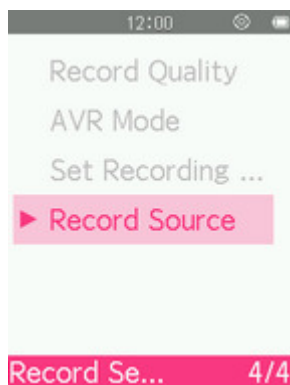 12:00
Record Quality
AVR Mode
Set Recording ...
Record Source
Record Se... 4/4